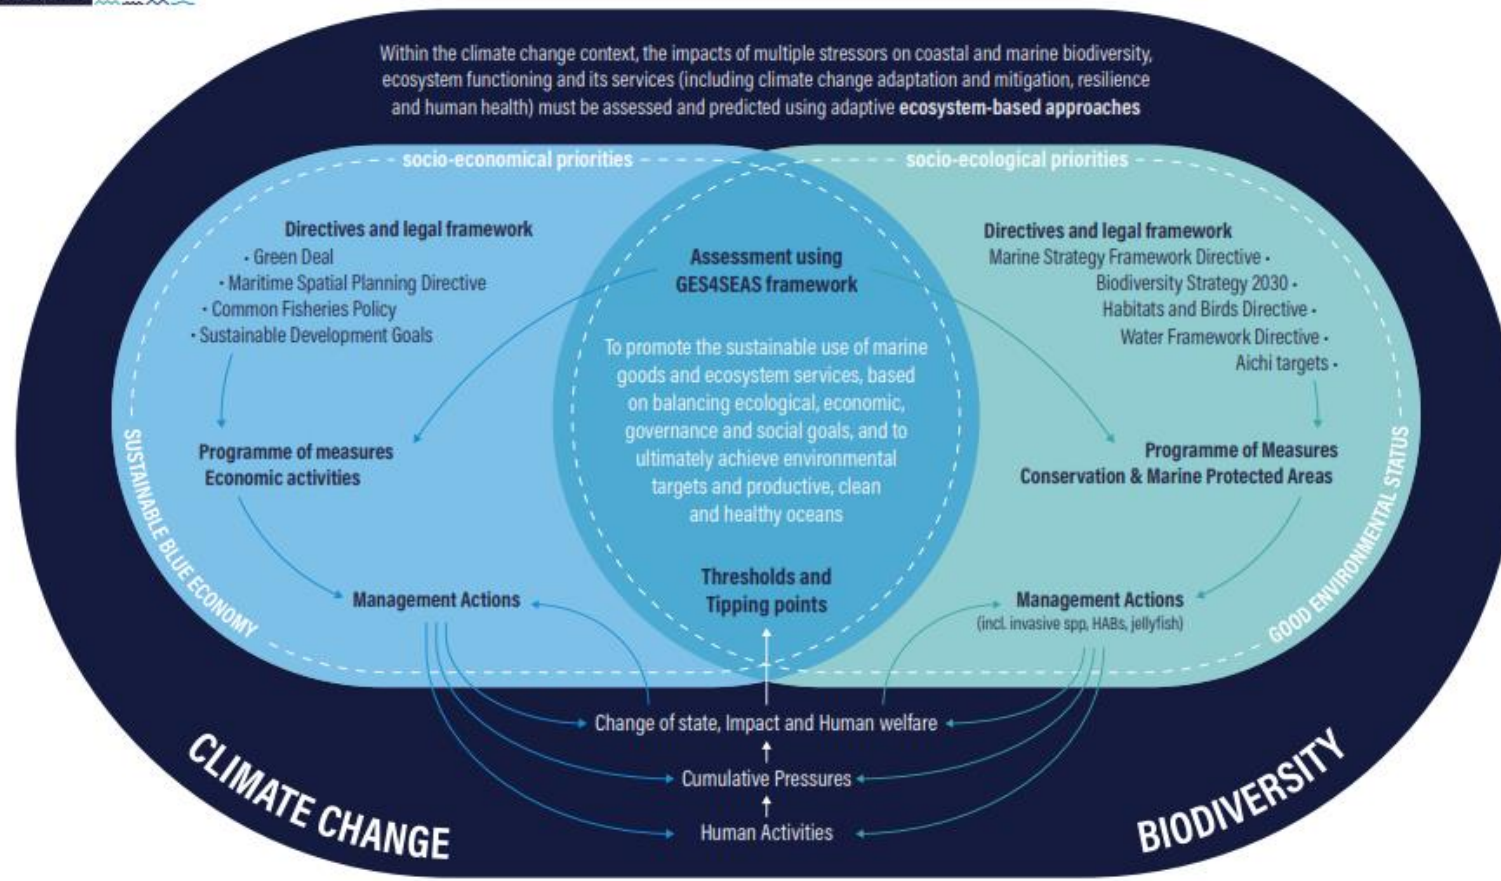 Within the climate change context, the impacts of multiple stressors on coastal and marine biodiversity,
ecosystem functioning and its services (including climate change adaptation and mitigation, resilience
and human health) must be assessed and predicted using adaptive ecosystem-based approaches
socio-economical priorities
socio-ecological priorities
Directives and legal framework
· Green Deal
· Maritime Spatial Planning Directive
· Common Fisheries Policy
· Sustainable Development Goals
Programme of measures
Economic activities
Management Actions
SUSTAINABLE BLUE ECONOMY
Assessment using
GES4SEAS framework
To promote the sustainable use of marine
goods and ecosystem services, based
on balancing ecological, economic,
governance and social goals, and to
ultimately achieve environmental
targets and productive, clean
and healthy oceans
Thresholds and
Tipping points
Directives and legal framework
Marine Strategy Framework Directive ·
Biodiversity Strategy 2030 ·
Habitats and Birds Directive ·
Water Framework Directive ·
Aichi targets ·
Programme of Measures
Conservation & Marine Protected Areas
Management Actions
(incl. invasive spp, HABs, jellyfish)
GOOD ENVIRONMENTAL STATUS
Change of state, Impact and Human welfare
Cumulative Pressures
Human Activities
CLIMATE CHANGE
BIODIVERSITY